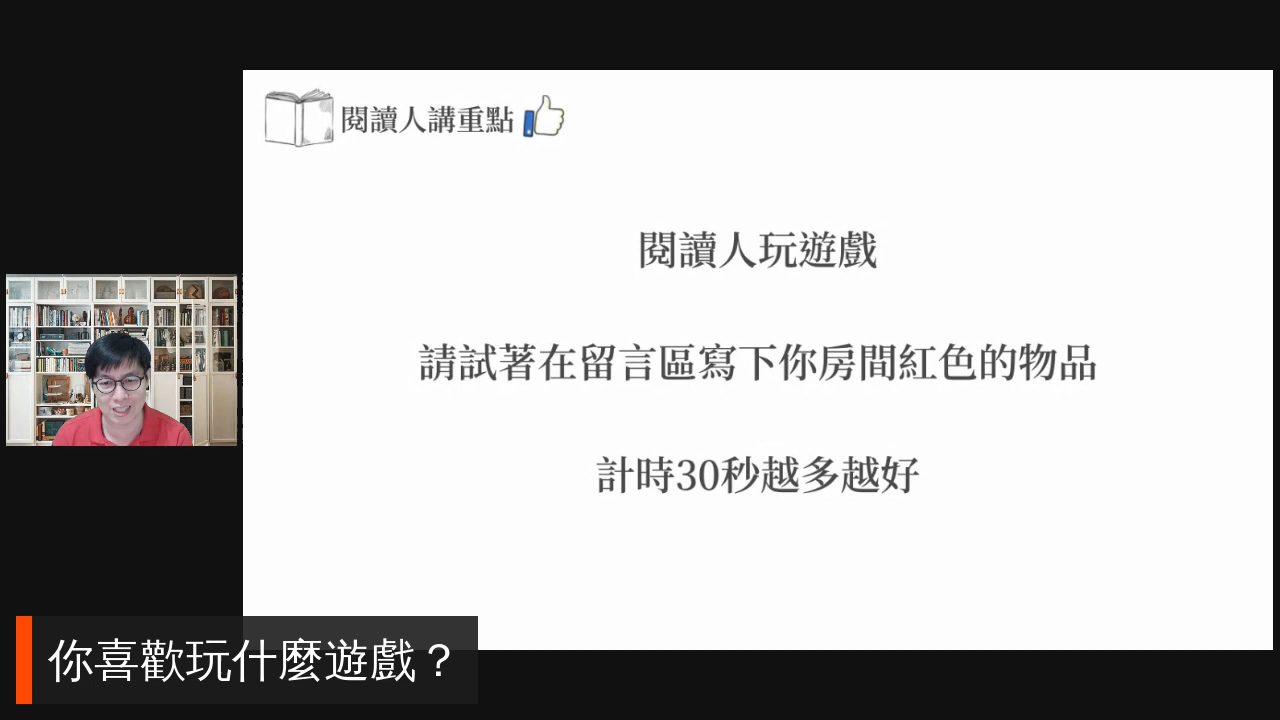 閱讀人講重點
閱讀人玩遊戲
請試著在留言區寫下你房間紅色的物品
計時30秒越多越好
你喜歡玩什麼遊戲？